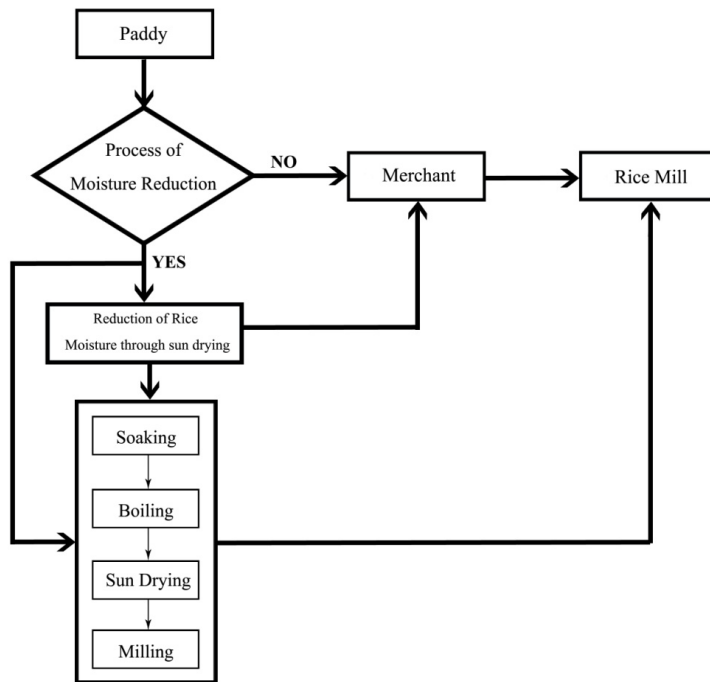 Paddy
Process of
Moisture Reduction
NO
Merchant
Rice Mill
YES
Reduction of Rice
Moisture through sun drying
Soaking
Boiling
Sun Drying
Milling